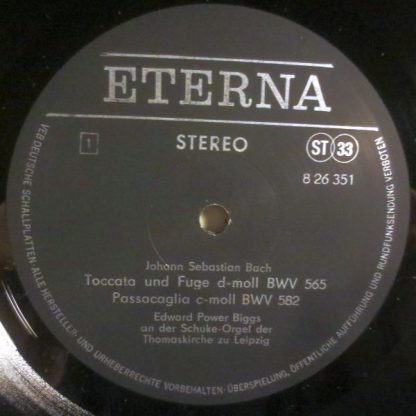 ETERNA
1
STEREO
ST 33
8 26 351
Johann Sebastian Bach
Toccata und Fuge d-moll BWV 565
Passacaglia c-moll BWV 582
Edward Power Biggs
an der Schuke-Orgel der
Thomaskirche zu Leipzig
VEB DEUTSCHE SCHALLPLATTEN · ALLE HERSTELLER- UND URHEBERRECHTE VORBEHALTEN · ÜBERSPIELUNG, ÖFFENTLICHE AUFFÜHRUNG UND RUNDFUNKSENDUNG VERBOTEN